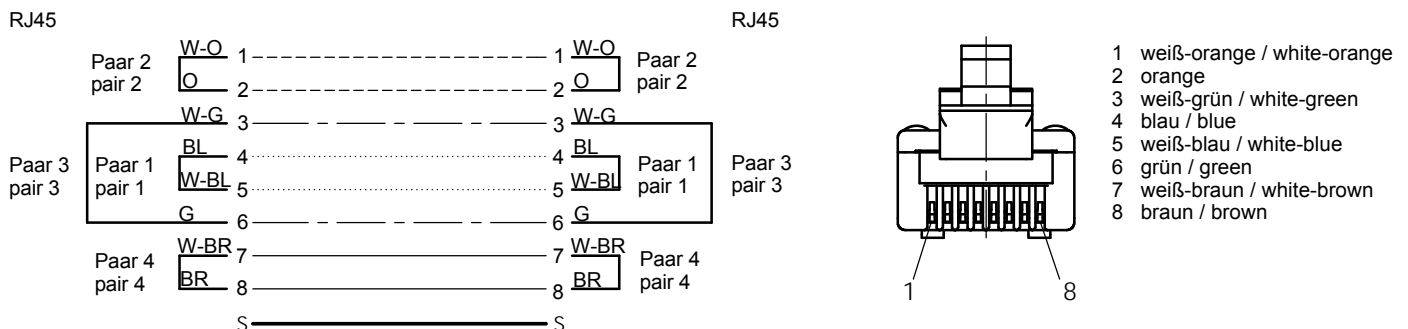 RJ45
RJ45
W-O 1
1 W-O
Paar 2
pair 2
Paar 2
pair 2
O 2
2 O
W-G 3
3 W-G
Paar 3
pair 3
Paar 1
pair 1
BL 4
4 BL
Paar 1
pair 1
Paar 3
pair 3
W-BL 5
5 W-BL
G 6
6 G
W-BR 7
7 W-BR
Paar 4
pair 4
Paar 4
pair 4
BR 8
8 BR
S
S
1
8
1 weiß-orange / white-orange
2 orange
3 weiß-grün / white-green
4 blau / blue
5 weiß-blau / white-blue
6 grün / green
7 weiß-braun / white-brown
8 braun / brown